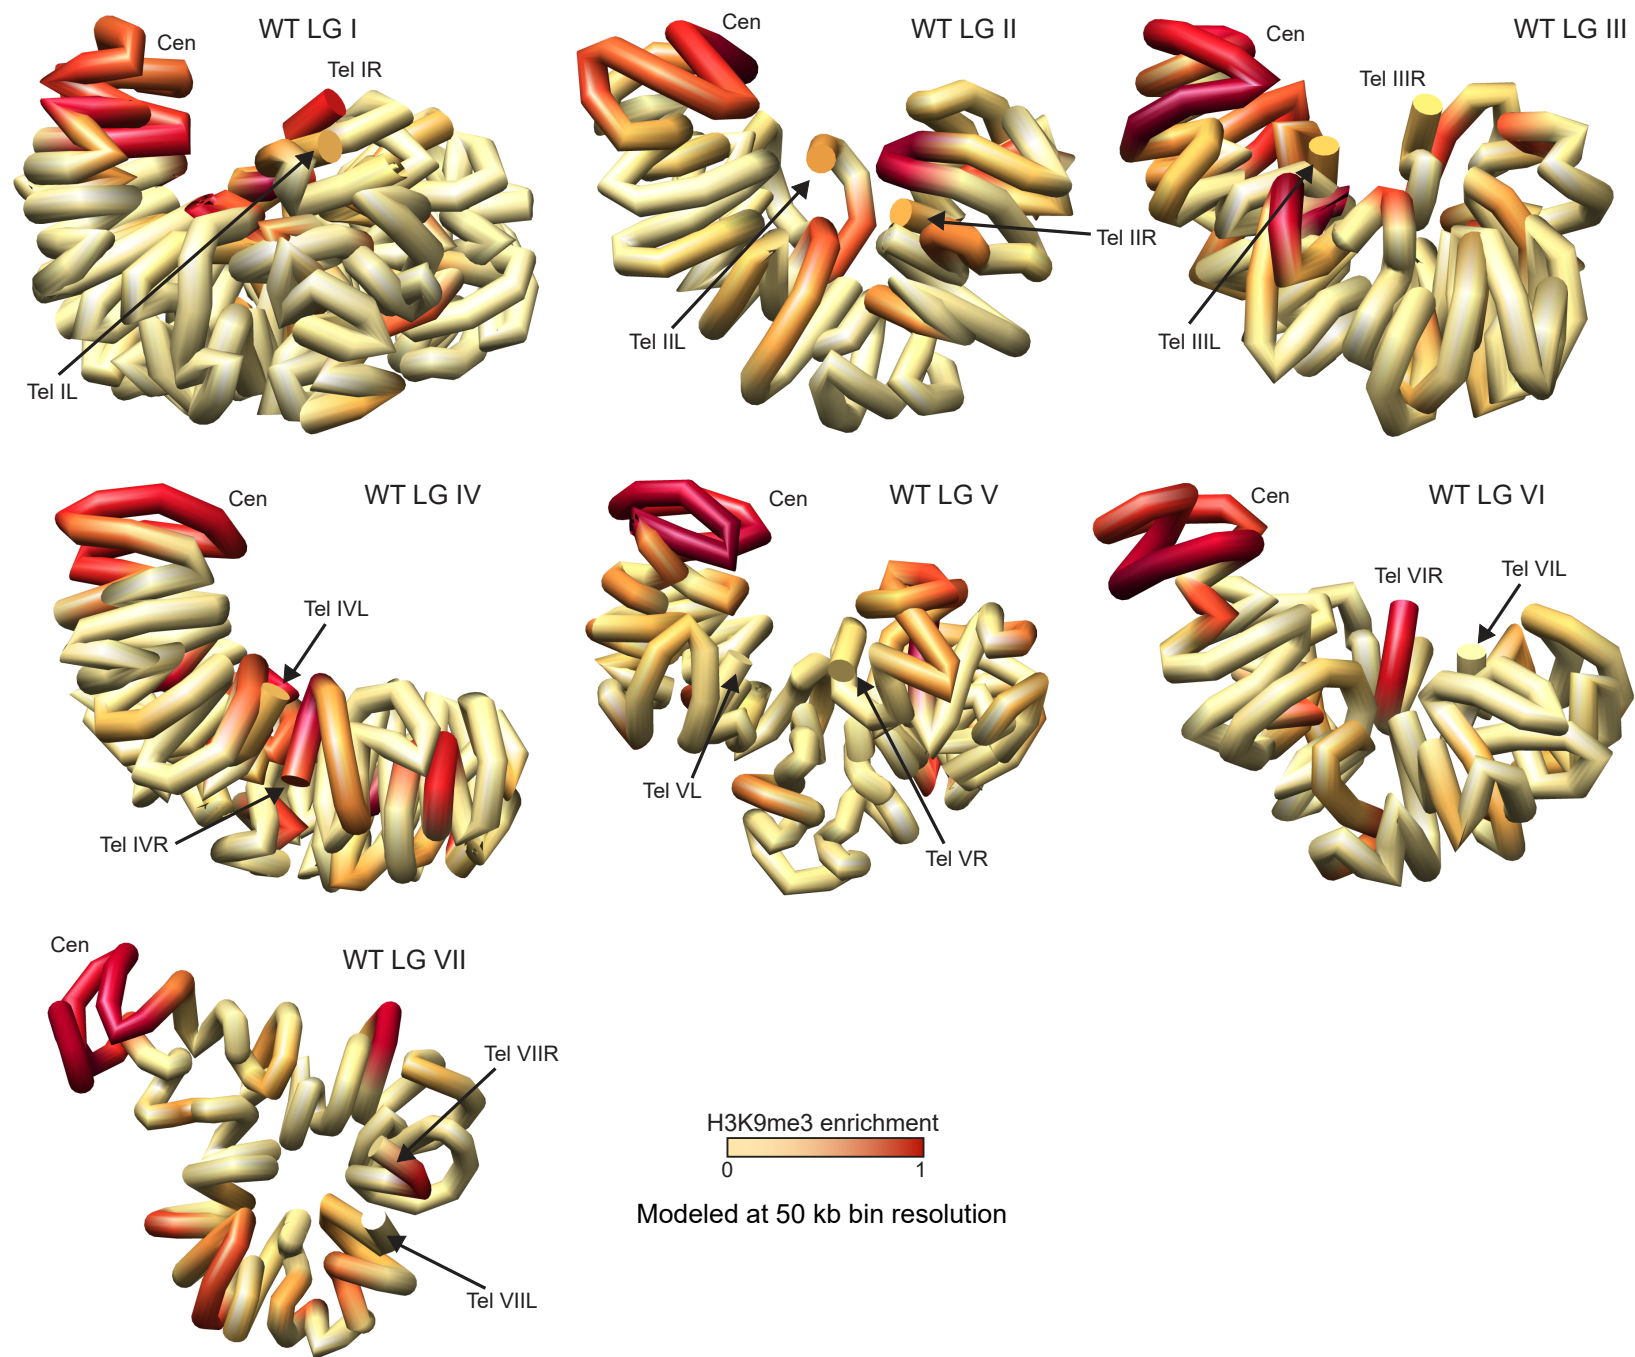 WT LG I
Cen
Tel IR
Tel IL
WT LG II
Cen
Tel IIR
Tel IIL
WT LG III
Cen
Tel IIIR
Tel IIIL
WT LG IV
Cen
Tel IVL
Tel IVR
WT LG V
Cen
Tel VL
Tel VR
WT LG VI
Cen
Tel VIR
Tel VIL
WT LG VII
Cen
Tel VIIR
Tel VIIL
H3K9me3 enrichment
0 1
Modeled at 50 kb bin resolution